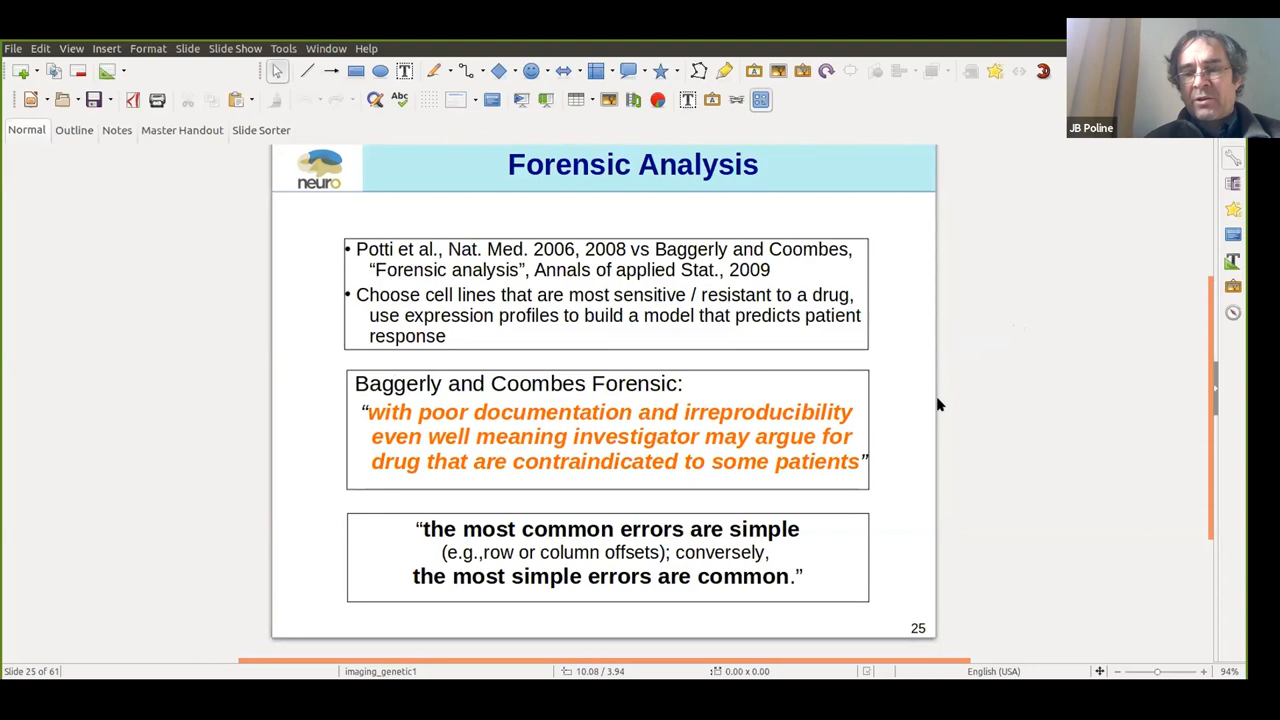 File Edit View Insert Format Slide Slide Show Tools Window Help
JB Poline
Abc
Normal Outline Notes Master Handout Slide Sorter
neuro
Forensic Analysis
• Potti et al., Nat. Med. 2006, 2008 vs Baggerly and Coombes,
“Forensic analysis”, Annals of applied Stat., 2009
• Choose cell lines that are most sensitive / resistant to a drug,
use expression profiles to build a model that predicts patient
response
Baggerly and Coombes Forensic:
“with poor documentation and irreproducibility
even well meaning investigator may argue for
drug that are contraindicated to some patients”
“the most common errors are simple
(e.g.,row or column offsets); conversely,
the most simple errors are common.”
25
Slide 25 of 61 imaging_genetic1 10.08 / 3.94 0.00 x 0.00 English (USA) 94%